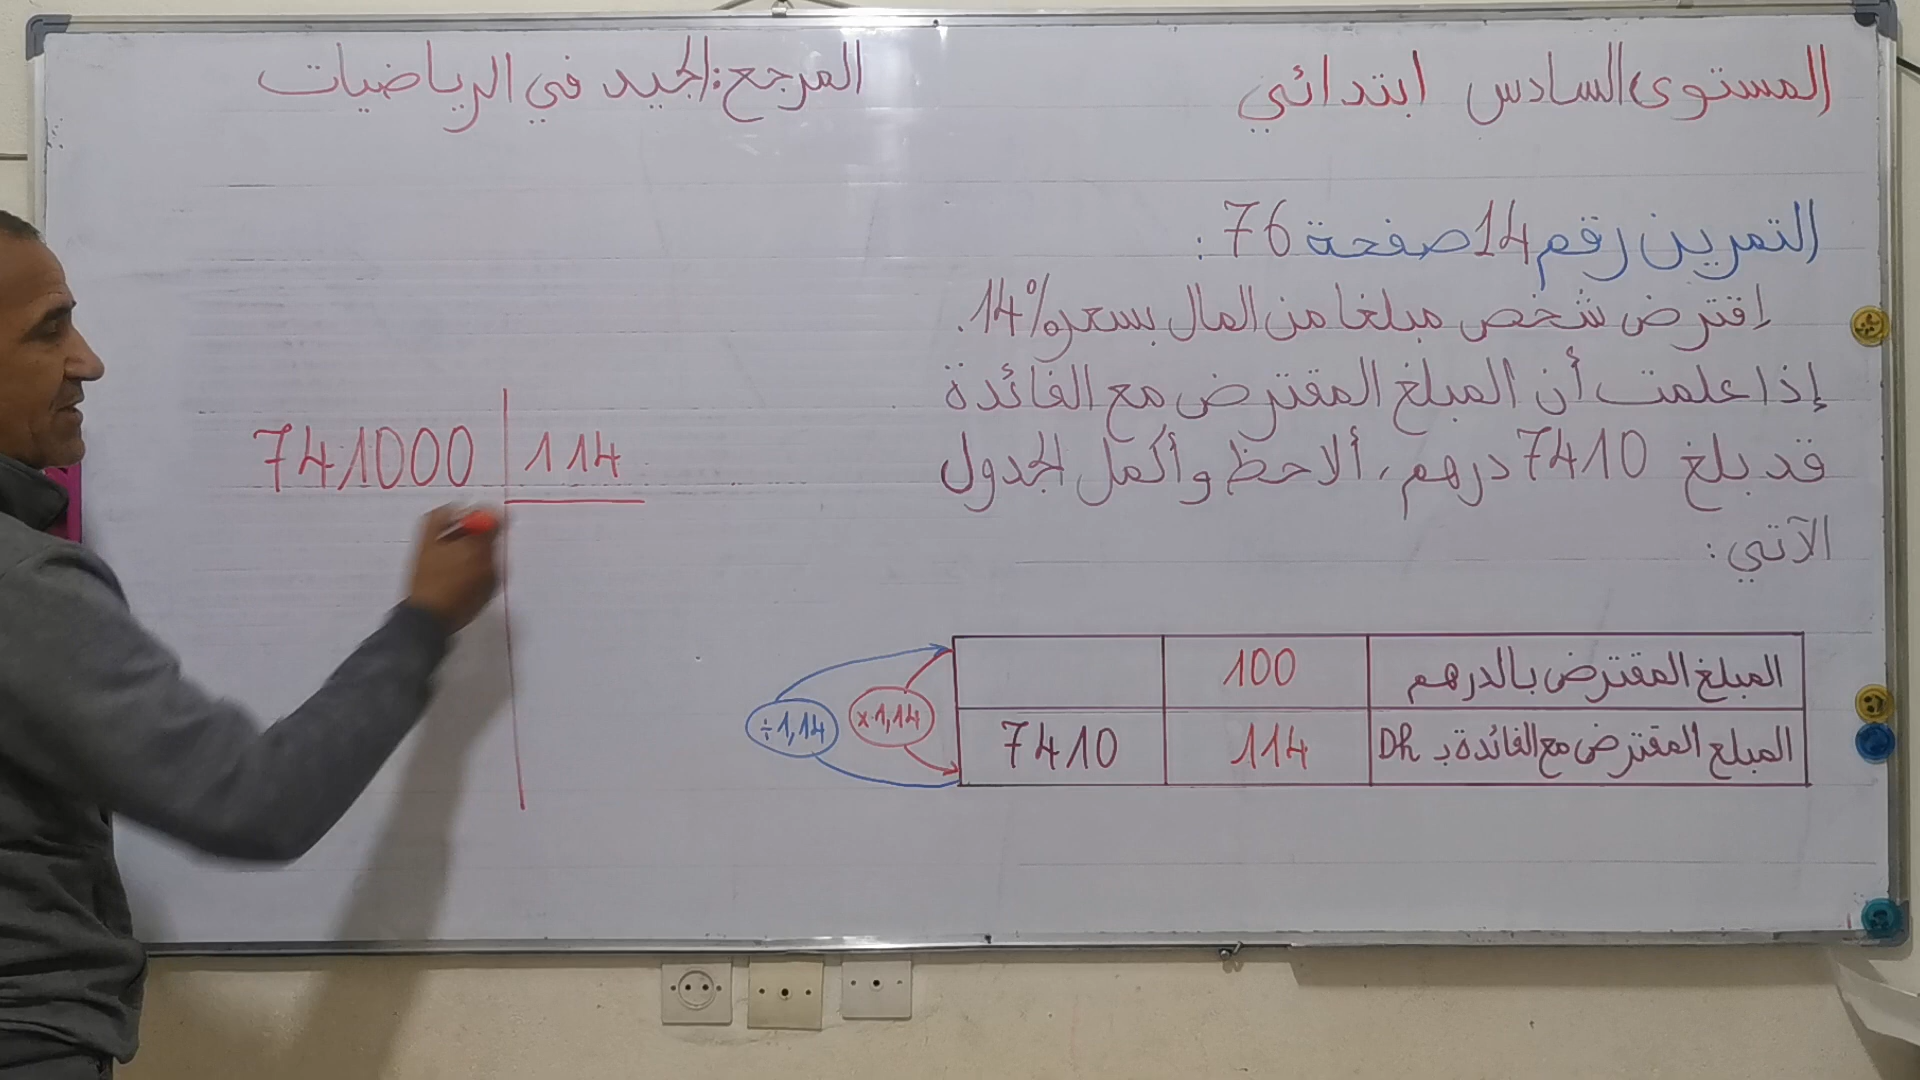 المستوى السادس ابتدائي
المرجع: الجيد في الرياضيات
التمرين رقم 14 صفحة 76:
إقترض شخص مبلغا من المال بسعر 14%.
إذا علمت أن المبلغ المقترض مع الفائدة
قد بلغ 7410 درهم، ألاحظ وأكمل الجدول
الآتي:
المبلغ المقترض بالدرهم 100
المبلغ المقترض مع الفائدة بـ Dh 114 7410
×1,14
÷1,14
741000 114